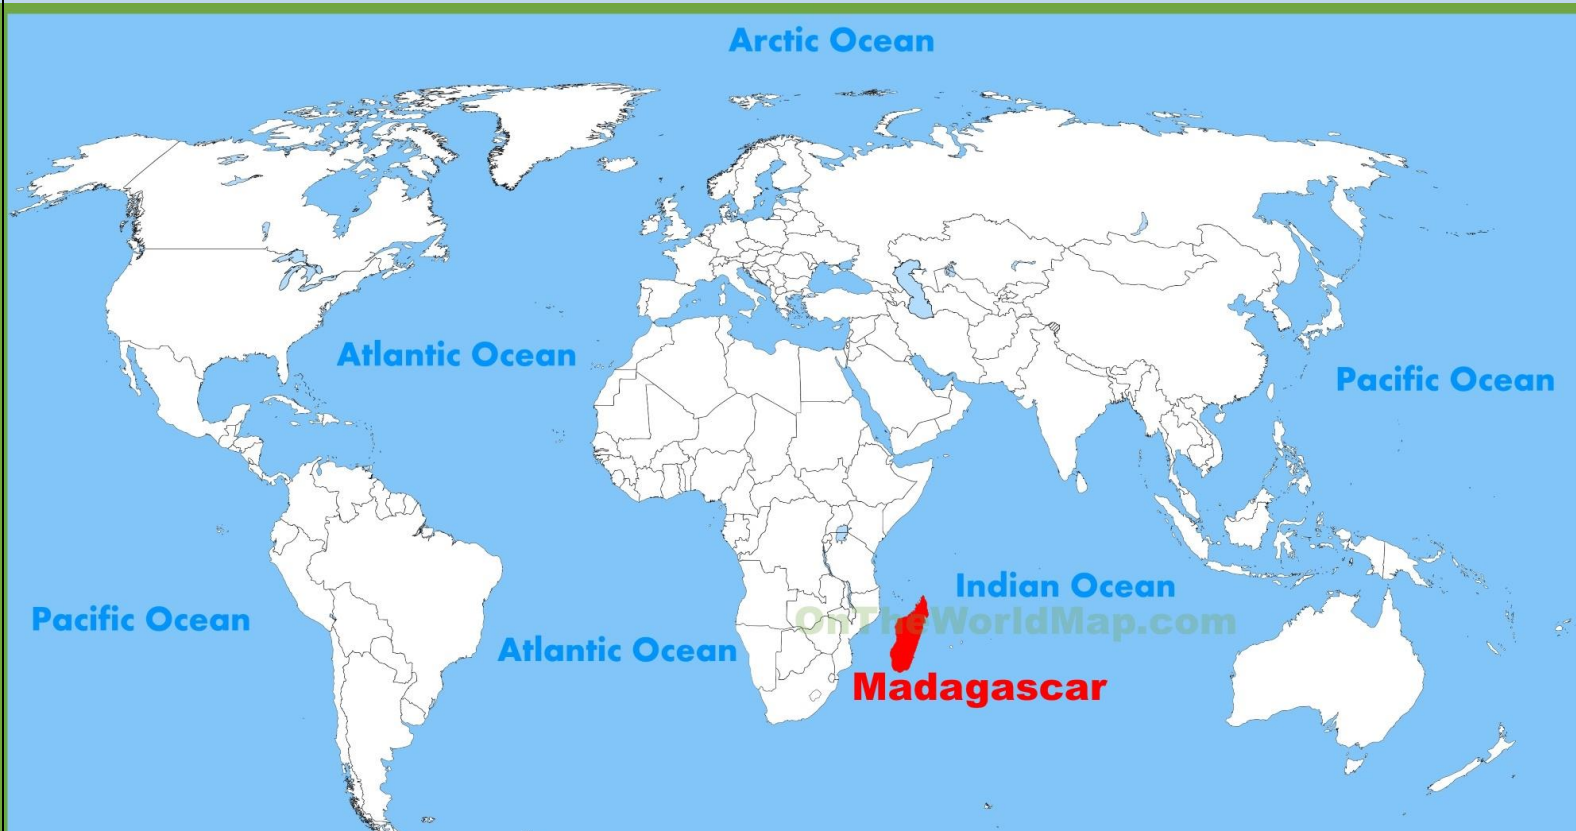 Arctic Ocean
Atlantic Ocean
Pacific Ocean
Indian Ocean
Pacific Ocean
OnTheWorldMap.com
Atlantic Ocean
Madagascar